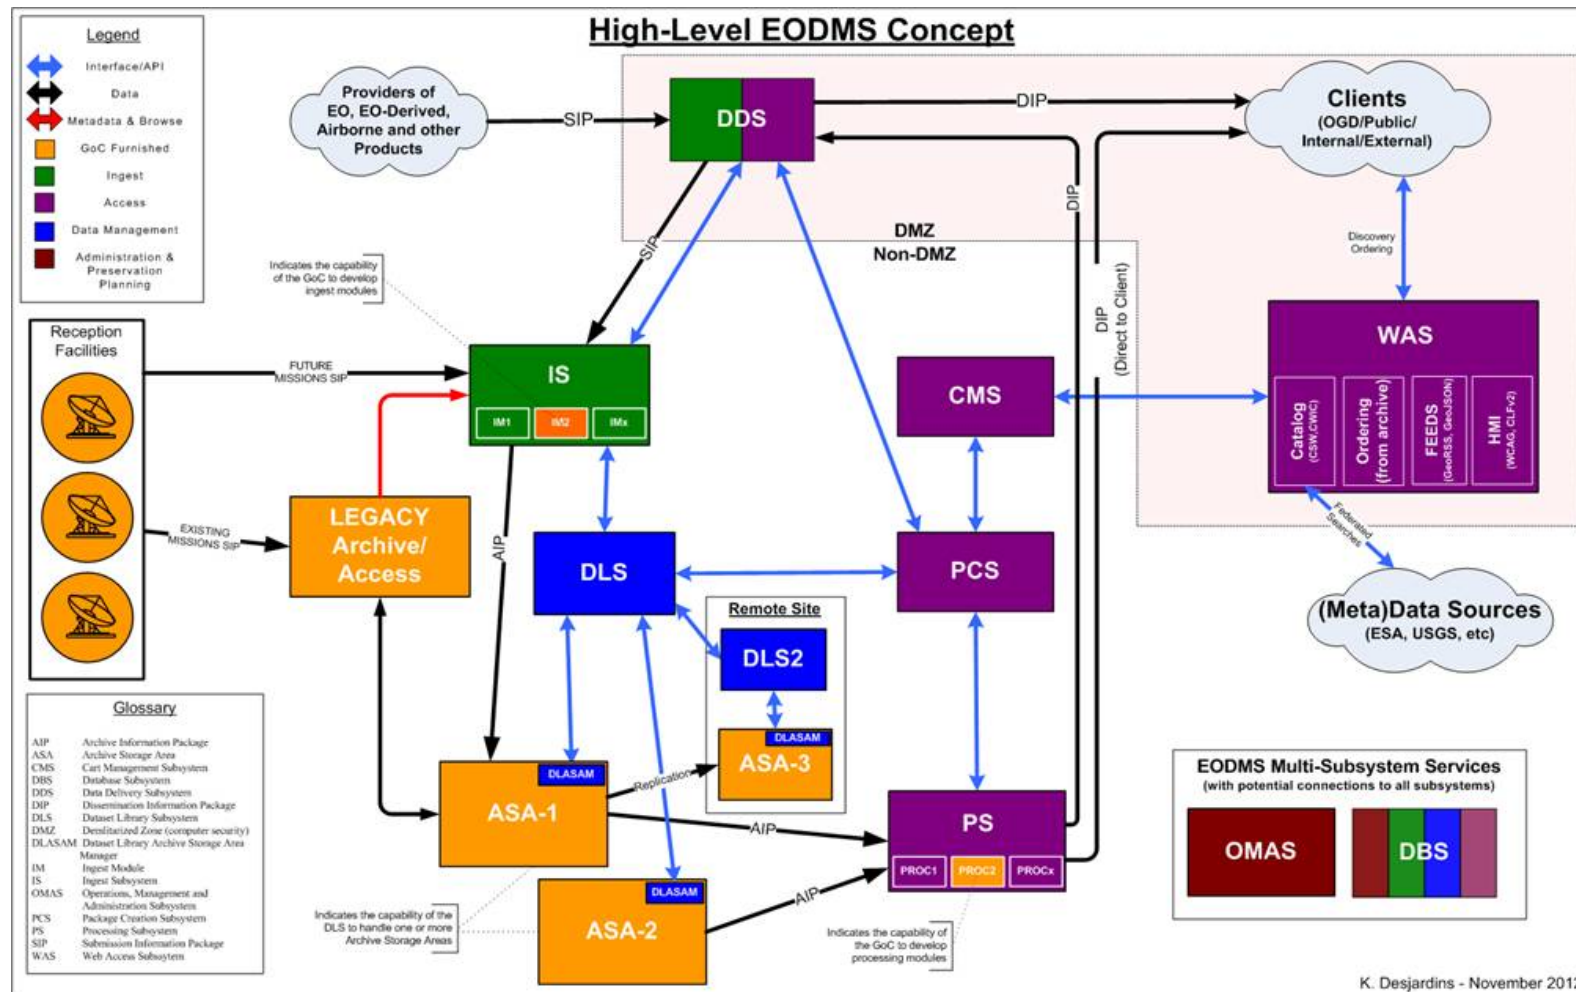 High-Level EODMS Concept
Legend
Interface/API
Data
Metadata & Browse
GoC Furnished
Ingest
Access
Data Management
Administration &
Preservation
Planning
Providers of
EO, EO-Derived,
Airborne and other
Products
SIP
DDS
DIP
Clients
(OGD/Public/
Internal/External)
SIP
DIP
DMZ
Non-DMZ
DIP
(Direct to Client)
Discovery
Ordering
Indicates the capability
of the GoC to develop
ingest modules
Reception
Facilities
FUTURE
MISSIONS SIP
IS
IM1
IM2
IMx
CMS
WAS
Catalog
(CSW,CWIC)
Ordering
(from archive)
FEEDS
(GeoRSS, GeoJSON)
HMI
(WCAG, CLFv2)
EXISTING
MISSIONS SIP
LEGACY
Archive/
Access
AIP
DLS
PCS
Federated
Searches
(Meta)Data Sources
(ESA, USGS, etc)
Remote Site
DLS2
DLASAM
ASA-3
Replication
DLASAM
ASA-1
AIP
DLASAM
ASA-2
AIP
PS
PROC1
PROC2
PROCx
Indicates the capability of the
DLS to handle one or more
Archive Storage Areas
Indicates the capability of
the GoC to develop
processing modules
EODMS Multi-Subsystem Services
(with potential connections to all subsystems)
OMAS
DBS
Glossary
AIP Archive Information Package
ASA Archive Storage Area
CMS Cart Management Subsystem
DBS Database Subsystem
DDS Data Delivery Subsystem
DIP Dissemination Information Package
DLS Dataset Library Subsystem
DMZ Demilitarized Zone (computer security)
DLASAM Dataset Library Archive Storage Area
Manager
IM Ingest Module
IS Ingest Subsystem
OMAS Operations, Management and
Administration Subsystem
PCS Package Creation Subsystem
PS Processing Subsystem
SIP Submission Information Package
WAS Web Access Subsytem
K. Desjardins - November 2012